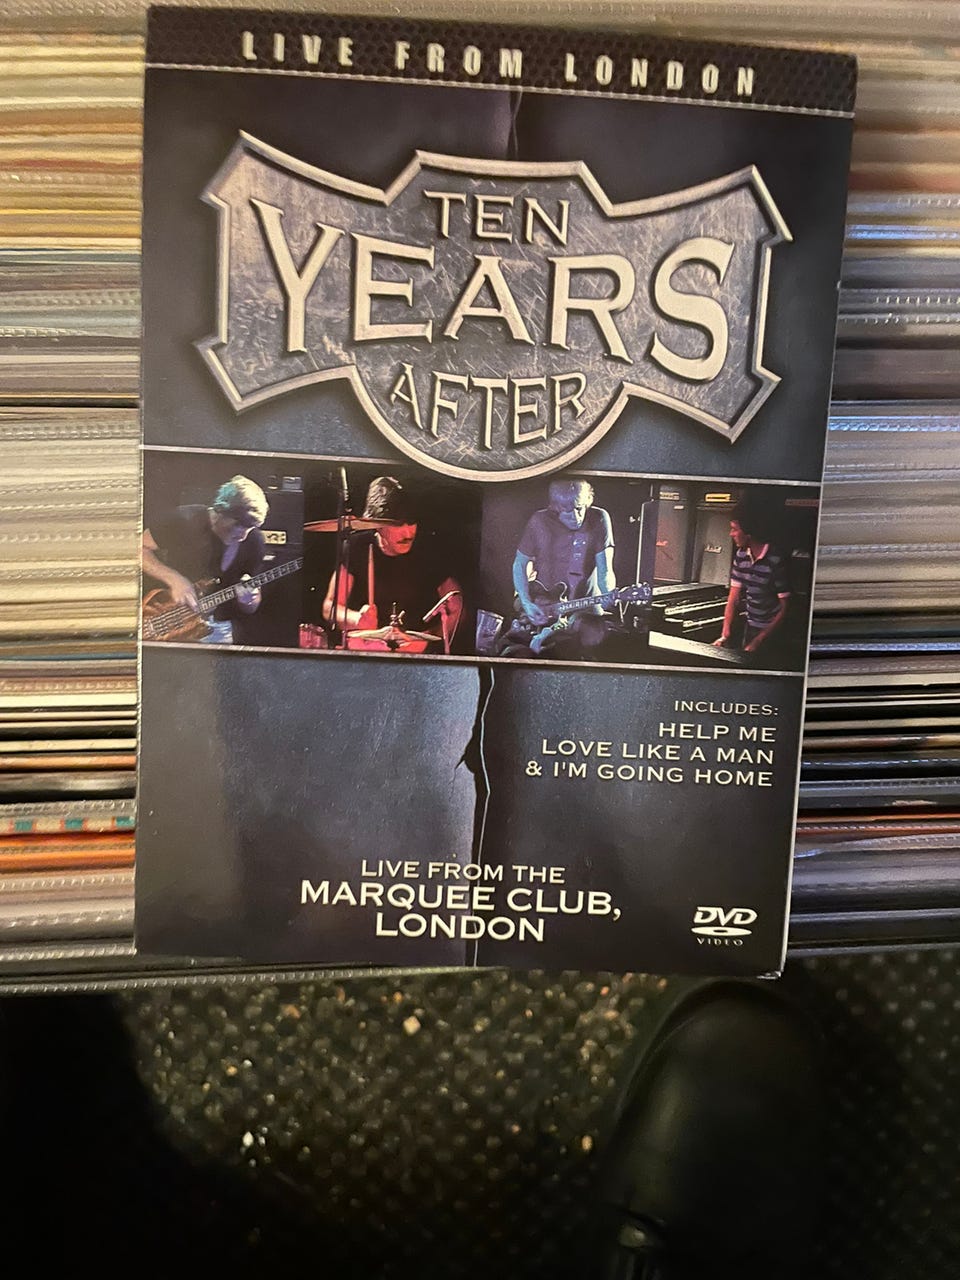 LIVE FROM LONDON
TEN
YEARS
AFTER
INCLUDES:
HELP ME
LOVE LIKE A MAN
& I'M GOING HOME
LIVE FROM THE
MARQUEE CLUB,
LONDON
DVD
VIDEO